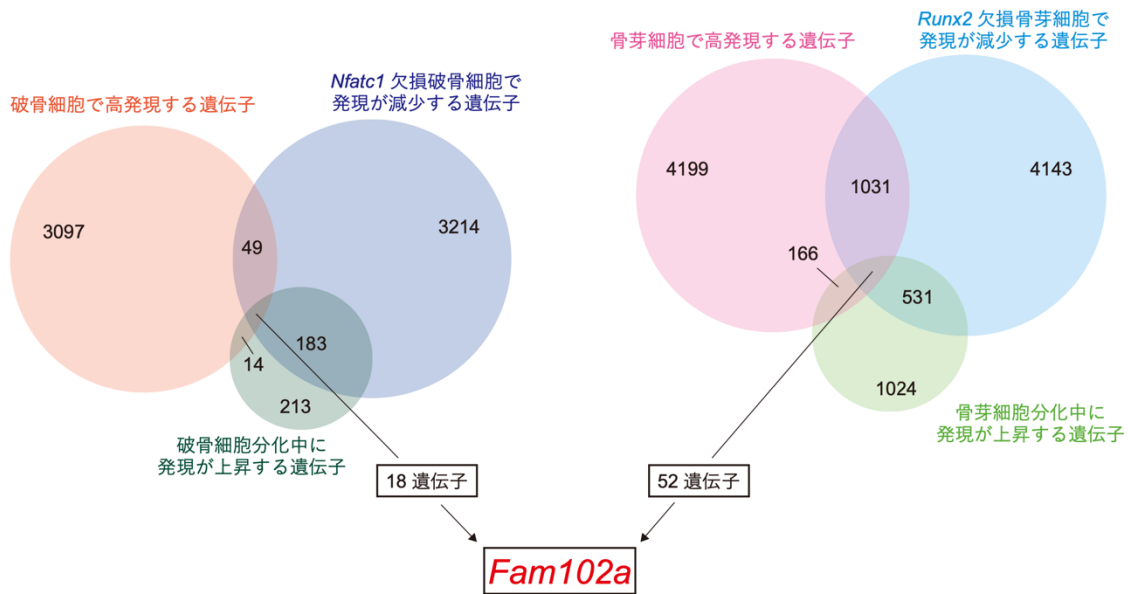 破骨細胞で高発現する遺伝子
Nfatc1 欠損破骨細胞で
発現が減少する遺伝子
3097
49
3214
183
14
213
破骨細胞分化中に
発現が上昇する遺伝子
18 遺伝子
骨芽細胞で高発現する遺伝子
Runx2 欠損骨芽細胞で
発現が減少する遺伝子
4199
1031
4143
166
531
1024
骨芽細胞分化中に
発現が上昇する遺伝子
52 遺伝子
Fam102a